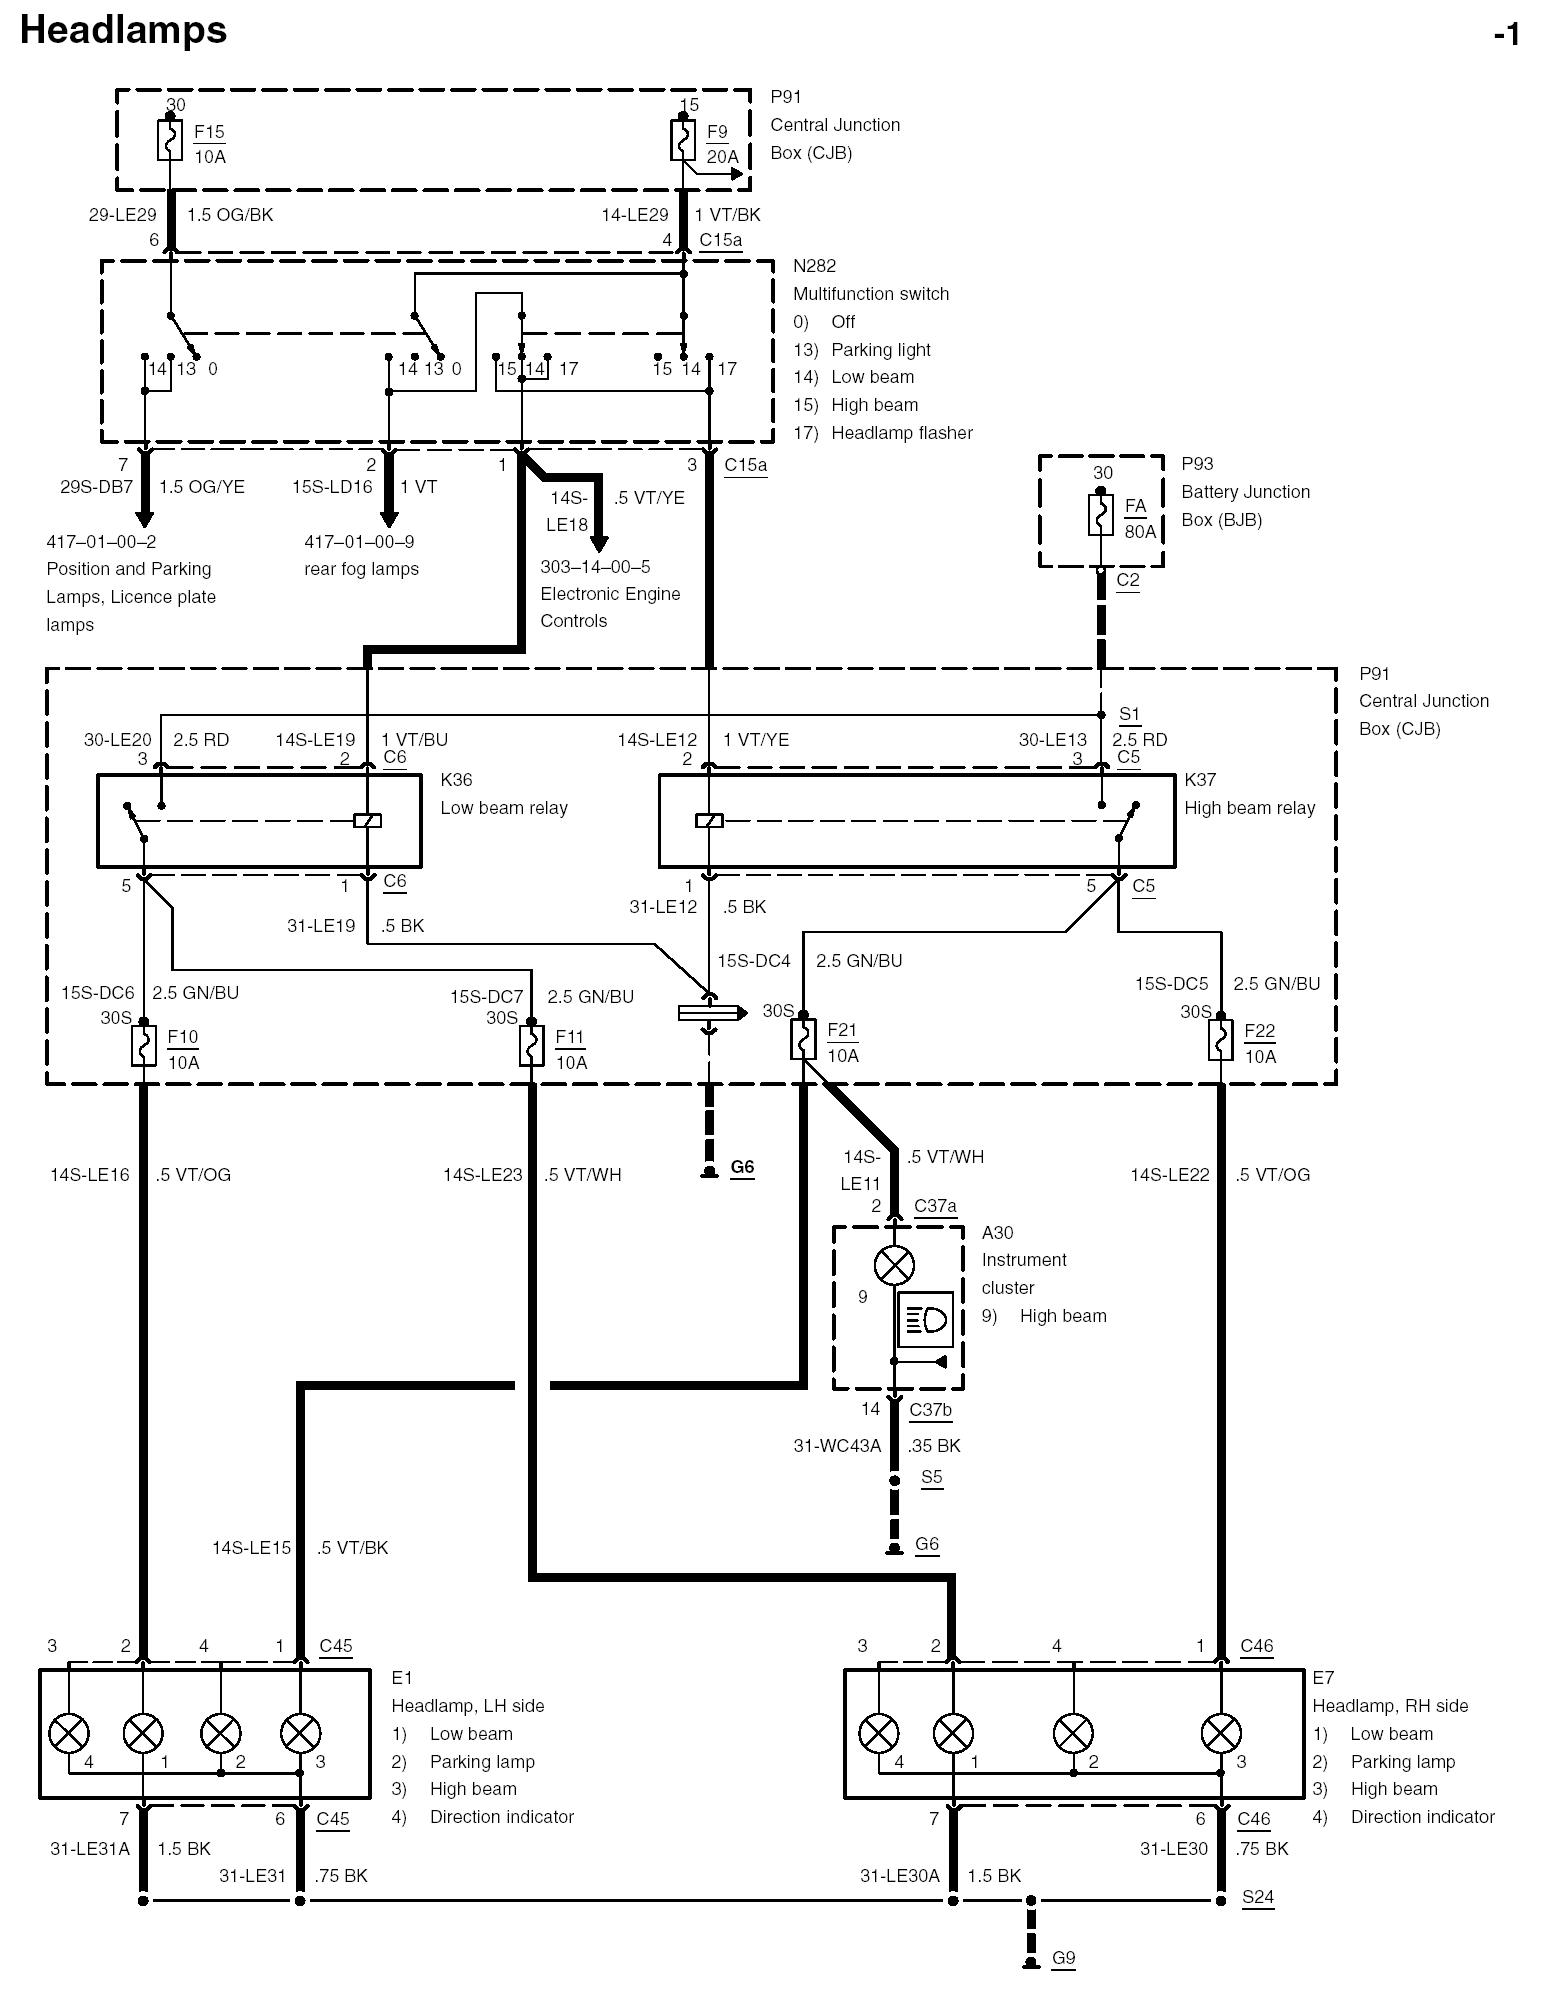 Headlamps
-1
30
F15
10A
15
F9
20A
P91
Central Junction
Box (CJB)
29-LE29
1.5 OG/BK
14-LE29
1 VT/BK
6
4
C15a
N282
Multifunction switch
0) Off
13) Parking light
14) Low beam
15) High beam
17) Headlamp flasher
14 13 0
14 13 0
15 14 17
15 14 17
7
2
1
3
C15a
29S-DB7
1.5 OG/YE
15S-LD16
1 VT
14S-
LE18
.5 VT/YE
417–01–00–2
Position and Parking
Lamps, Licence plate
lamps
417–01–00–9
rear fog lamps
303–14–00–5
Electronic Engine
Controls
30
FA
80A
P93
Battery Junction
Box (BJB)
C2
P91
Central Junction
Box (CJB)
S1
30-LE20
2.5 RD
14S-LE19
1 VT/BU
14S-LE12
1 VT/YE
30-LE13
2.5 RD
3
2
C6
2
3
C5
K36
Low beam relay
K37
High beam relay
5
1
C6
1
5
C5
31-LE19
.5 BK
31-LE12
.5 BK
15S-DC4
2.5 GN/BU
15S-DC5
2.5 GN/BU
15S-DC6
2.5 GN/BU
15S-DC7
2.5 GN/BU
30S
F10
10A
30S
F11
10A
30S
F21
10A
30S
F22
10A
14S-LE16
.5 VT/OG
14S-LE23
.5 VT/WH
G6
14S-
LE11
.5 VT/WH
14S-LE22
.5 VT/OG
2
C37a
A30
Instrument
cluster
9) High beam
9
14
C37b
31-WC43A
.35 BK
S5
G6
14S-LE15
.5 VT/BK
3
2
4
1
C45
3
2
4
1
C46
E1
Headlamp, LH side
1) Low beam
2) Parking lamp
3) High beam
4) Direction indicator
4
1
2
3
E7
Headlamp, RH side
1) Low beam
2) Parking lamp
3) High beam
4) Direction indicator
4
1
2
3
7
6
C45
7
6
C46
31-LE31A
1.5 BK
31-LE31
.75 BK
31-LE30A
1.5 BK
31-LE30
.75 BK
S24
G9